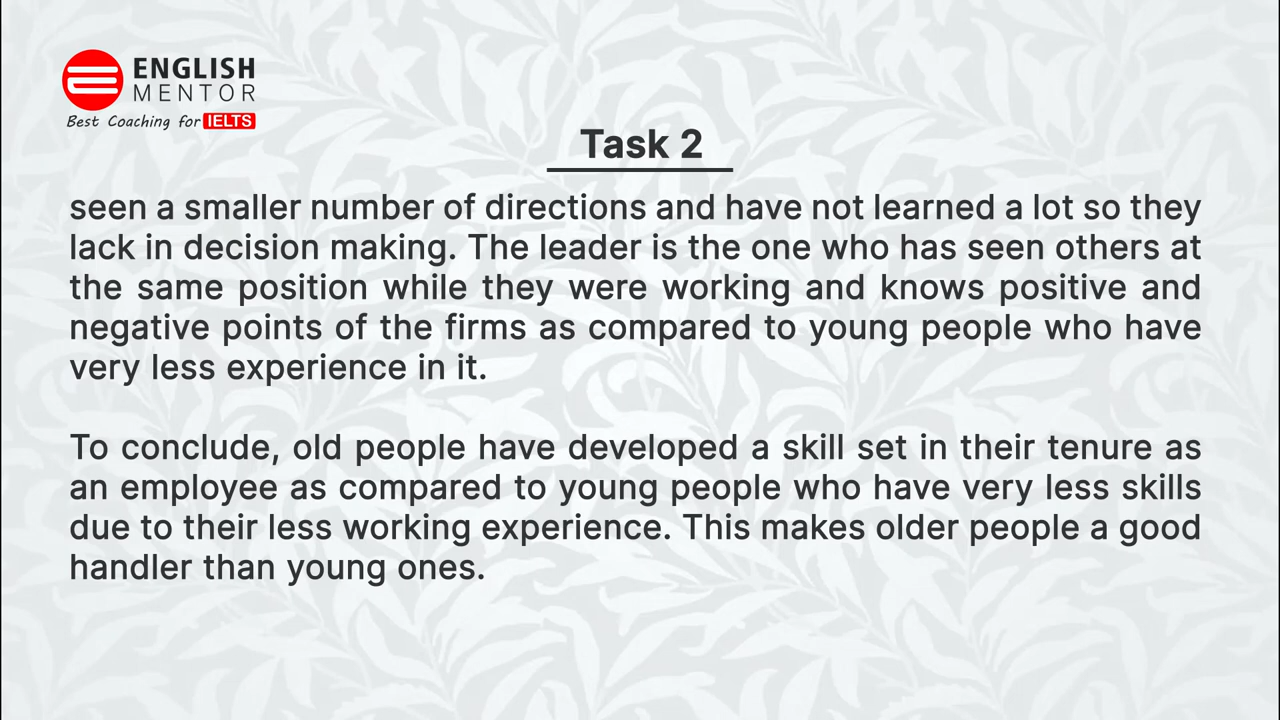 ENGLISH
MENTOR
Best Coaching for IELTS
Task 2
seen a smaller number of directions and have not learned a lot so they
lack in decision making. The leader is the one who has seen others at
the same position while they were working and knows positive and
negative points of the firms as compared to young people who have
very less experience in it.
To conclude, old people have developed a skill set in their tenure as
an employee as compared to young people who have very less skills
due to their less working experience. This makes older people a good
handler than young ones.